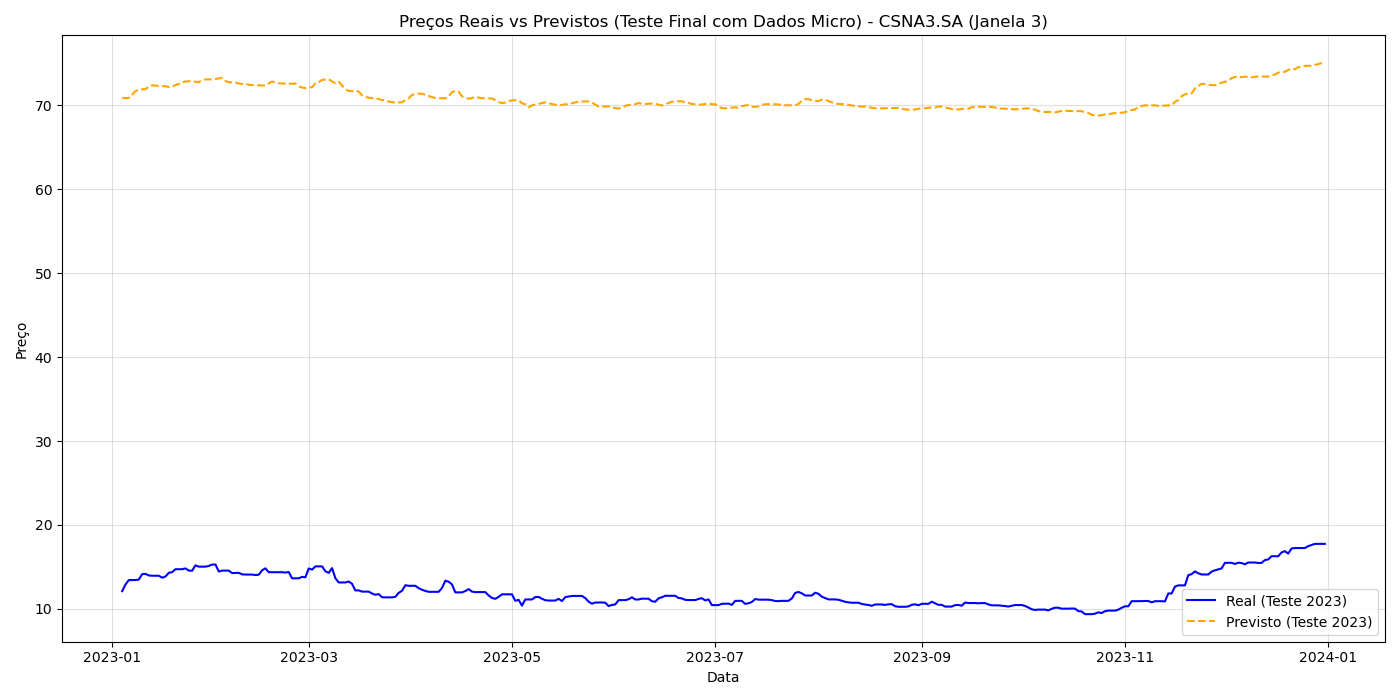 Preços Reais vs Previstos (Teste Final com Dados Micro) - CSNA3.SA (Janela 3)
Preço
70
60
50
40
30
20
10
Real (Teste 2023)
Previsto (Teste 2023)
2023-01
2023-03
2023-05
2023-07
2023-09
2023-11
2024-01
Data